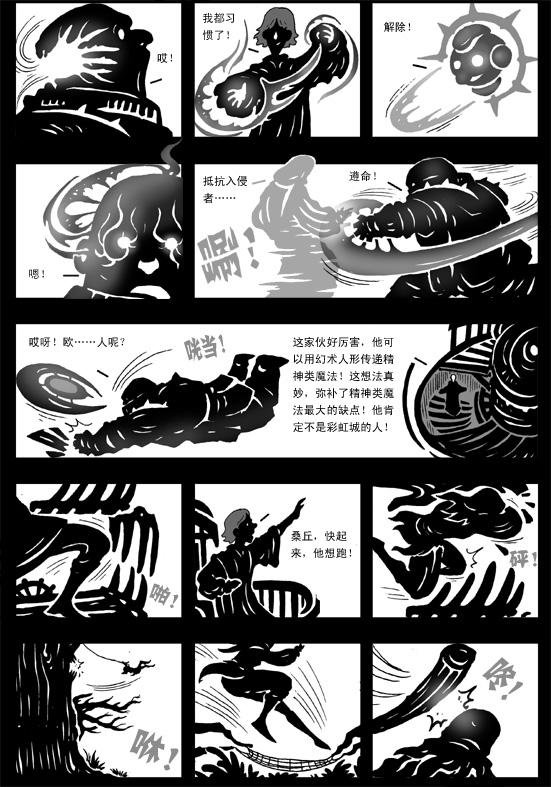 哎！
我都习
惯了！
解除！
嗯！
抵抗入侵
者……
遵命！
哎呀！欧……人呢？
咣当！
这家伙好厉害，他可
以用幻术人形传递精
神类魔法！这想法真
妙，弥补了精神类魔
法最大的缺点！他肯
定不是彩虹城的人！
桑丘，快起
来，他想跑！
砰！